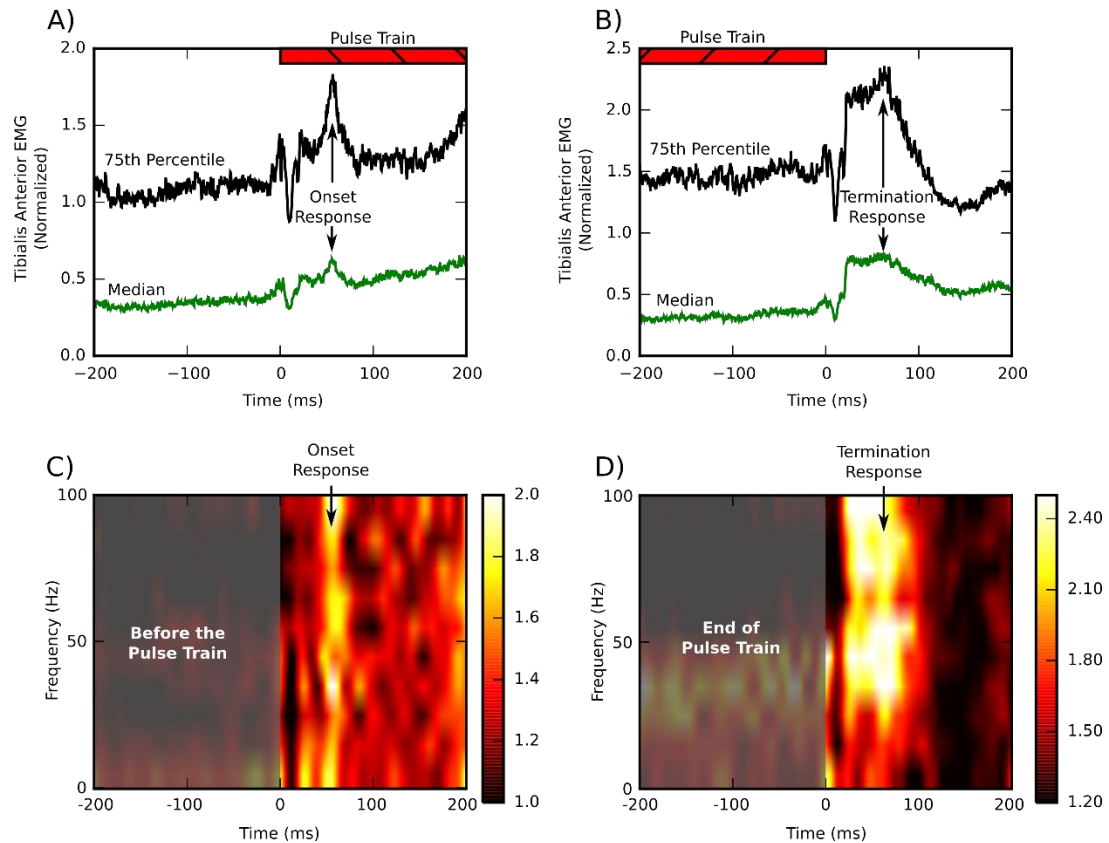 A)
Pulse Train
2.0
1.5
1.0
0.5
0.0
Tibialis Anterior EMG
(Normalized)
75th Percentile
Onset
Response
Median
−200
−100
0
100
200
Time (ms)
B)
Pulse Train
2.5
2.0
1.5
1.0
0.5
0.0
Tibialis Anterior EMG
(Normalized)
75th Percentile
Termination
Response
Median
−200
−100
0
100
200
Time (ms)
C)
Onset
Response
100
50
0
Frequency (Hz)
Before the
Pulse Train
-200
-100
0
100
200
Time (ms)
2.0
1.8
1.6
1.4
1.2
1.0
D)
Termination
Response
100
50
0
Frequency (Hz)
End of
Pulse Train
-200
-100
0
100
200
Time (ms)
2.40
2.10
1.80
1.50
1.20